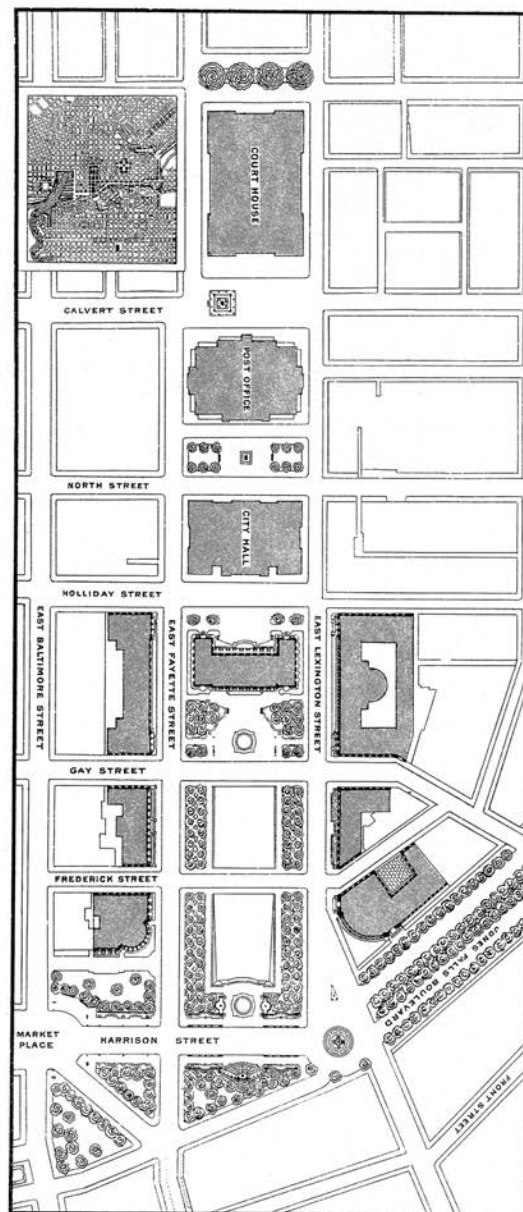 COURT HOUSE
CALVERT STREET
POST OFFICE
NORTH STREET
CITY HALL
HOLLIDAY STREET
EAST BALTIMORE STREET
EAST FAYETTE STREET
EAST LEXINGTON STREET
GAY STREET
FREDERICK STREET
JONES FALLS BOULEVARD
MARKET
PLACE
HARRISON STREET
FRONT STREET